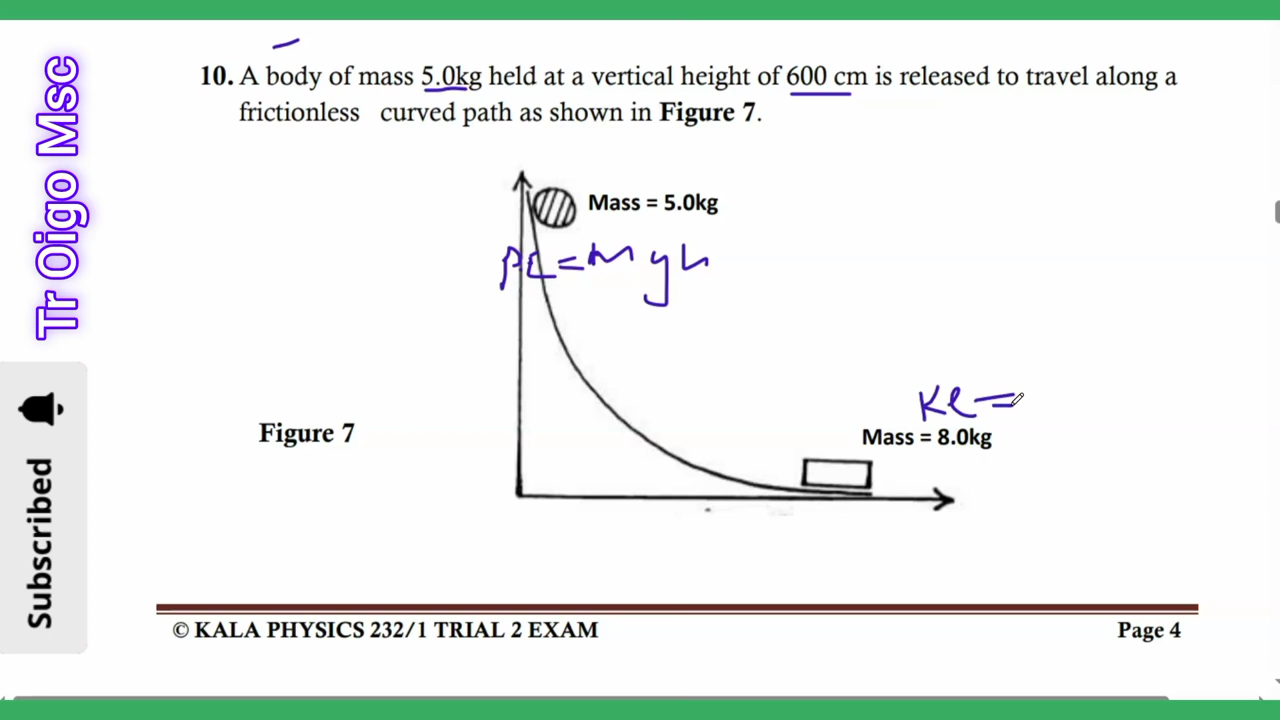 Tr Oigo Msc
Subscribed
10. A body of mass 5.0kg held at a vertical height of 600 cm is released to travel along a
frictionless curved path as shown in Figure 7.
Mass = 5.0kg
PE = mgh
Ke =
Mass = 8.0kg
Figure 7
© KALA PHYSICS 232/1 TRIAL 2 EXAM
Page 4